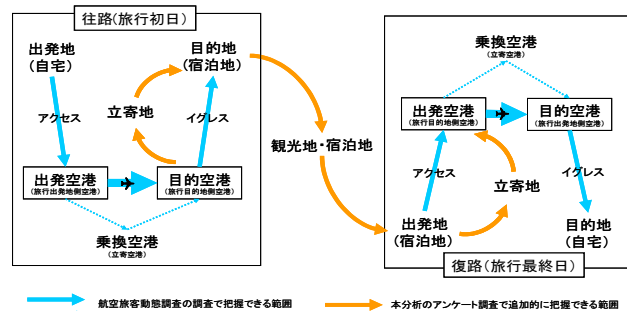 往路(旅行初日)
出発地
(自宅)
目的地
(宿泊地)
立寄地
アクセス
イグレス
出発空港
(旅行出発地側空港)
目的空港
(旅行目的地側空港)
乗換空港
(立寄空港)
観光地・宿泊地
乗換空港
(立寄空港)
出発空港
(旅行目的地側空港)
目的空港
(旅行出発地側空港)
アクセス
イグレス
立寄地
出発地
(宿泊地)
目的地
(自宅)
復路(旅行最終日)
航空旅客動態調査の調査で把握できる範囲
本分析のアンケート調査で追加的に把握できる範囲